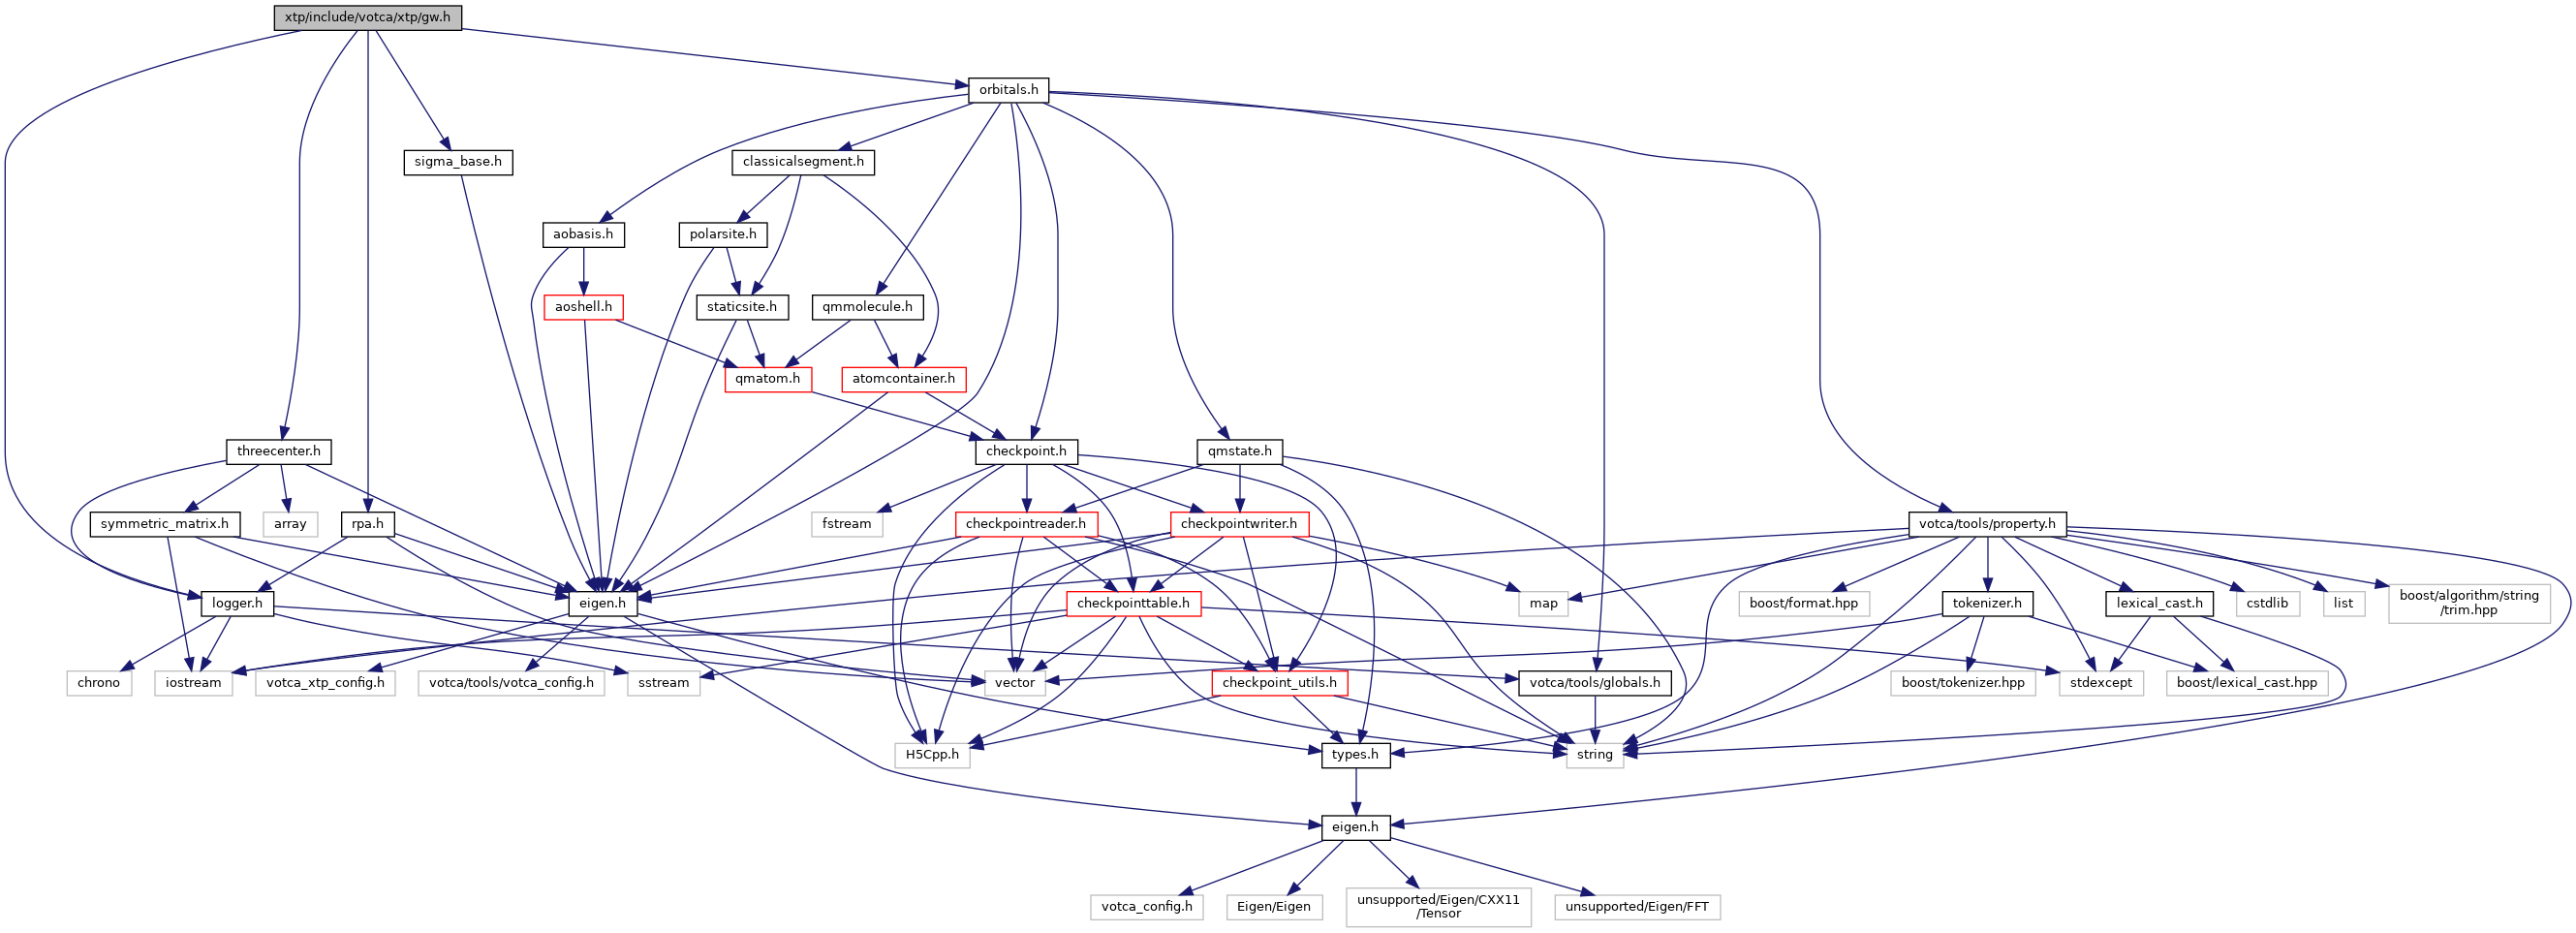 xtp/include/votca/xtp/gw.h
orbitals.h
sigma_base.h
classicalsegment.h
aobasis.h
polarsite.h
aoshell.h
staticsite.h
qmmolecule.h
qmatom.h
atomcontainer.h
threecenter.h
checkpoint.h
qmstate.h
symmetric_matrix.h
array
rpa.h
fstream
checkpointreader.h
checkpointwriter.h
votca/tools/property.h
logger.h
eigen.h
checkpointtable.h
map
boost/format.hpp
tokenizer.h
lexical_cast.h
cstdlib
list
boost/algorithm/string
/trim.hpp
chrono
iostream
votca_xtp_config.h
votca/tools/votca_config.h
sstream
vector
checkpoint_utils.h
votca/tools/globals.h
boost/tokenizer.hpp
stdexcept
boost/lexical_cast.hpp
H5Cpp.h
types.h
string
eigen.h
votca_config.h
Eigen/Eigen
unsupported/Eigen/CXX11
/Tensor
unsupported/Eigen/FFT